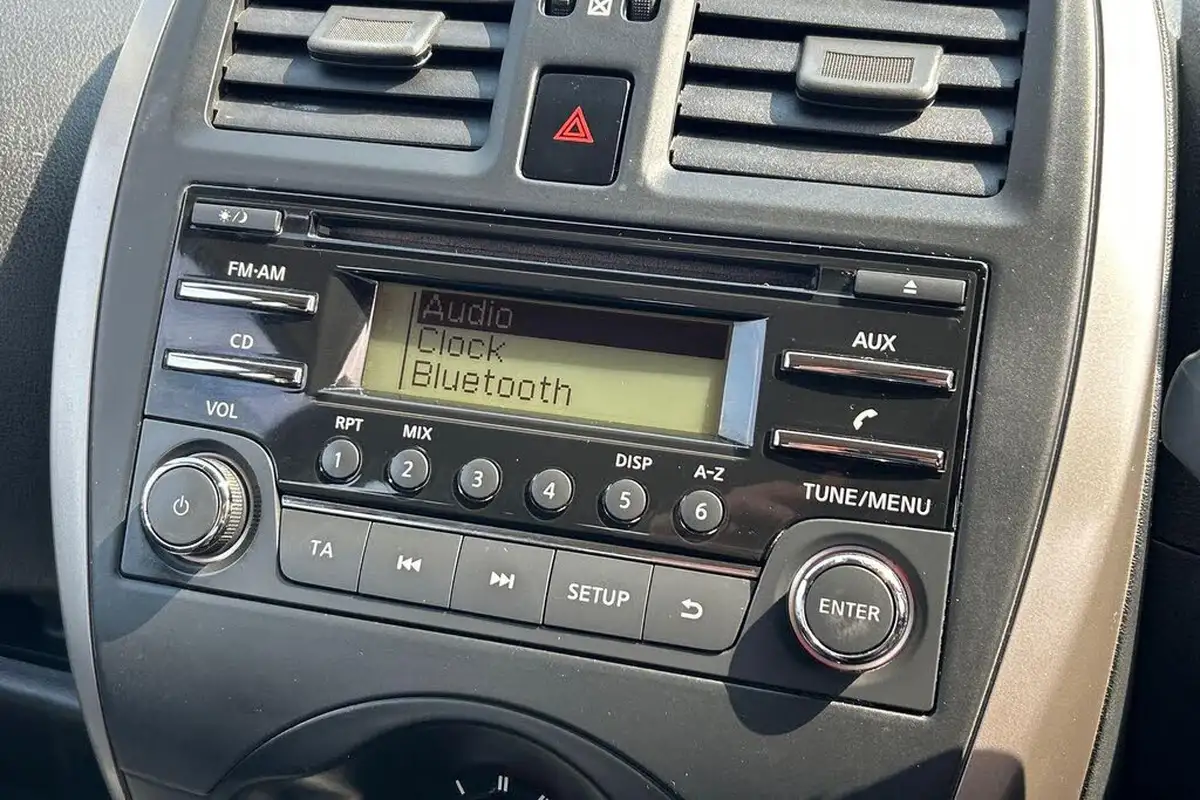 FM·AM
CD
VOL
Audio
Clock
Bluetooth
AUX
TUNE/MENU
RPT
MIX
DISP
A-Z
1
2
3
4
5
6
TA
SETUP
ENTER